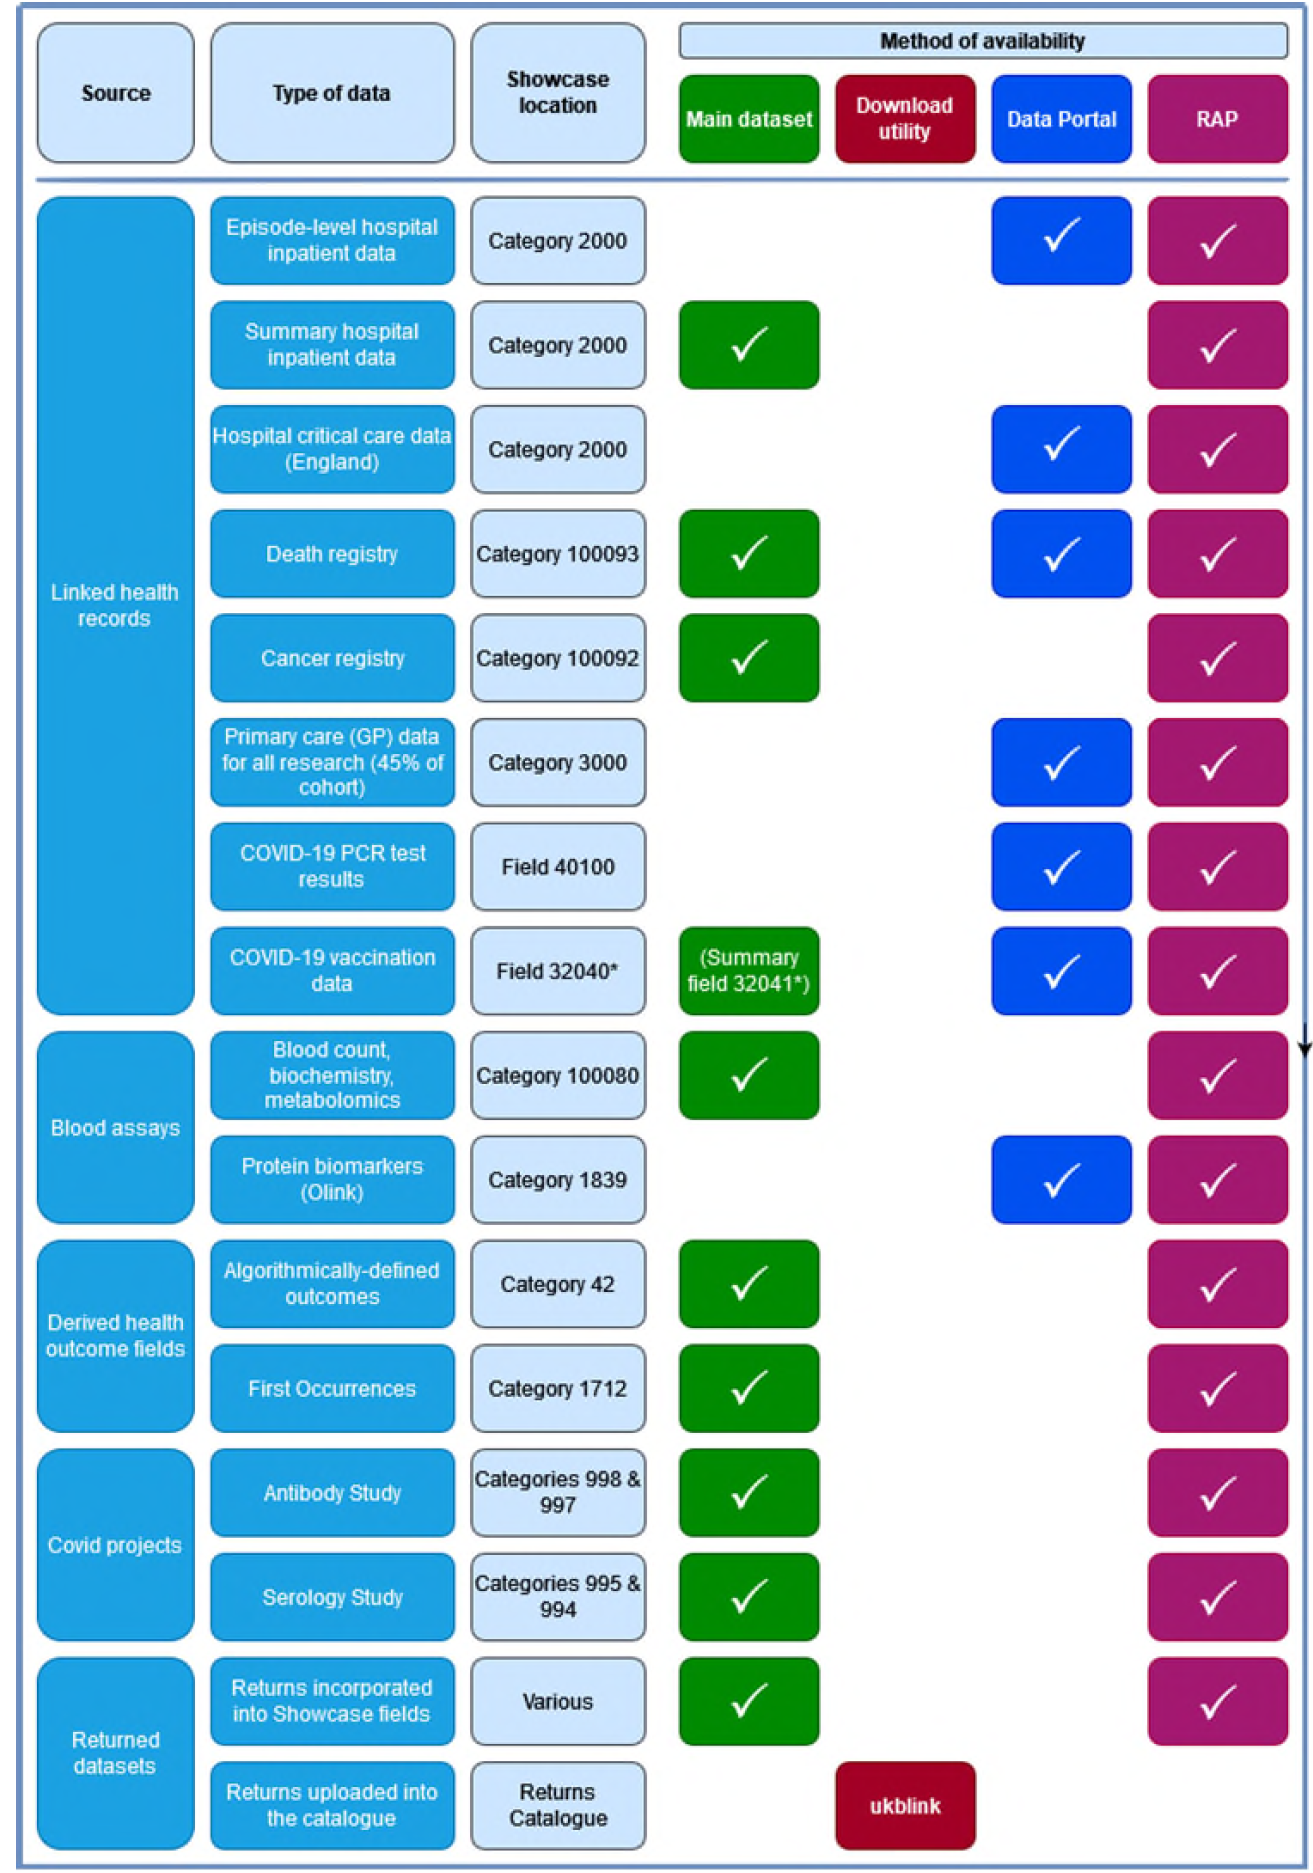 Method of availability
Source
Type of data
Showcase
location
Main dataset
Download
utility
Data Portal
RAP
Linked health
records
Episode-level hospital
inpatient data
Category 2000
✓
✓
Summary hospital
inpatient data
Category 2000
✓
✓
Hospital critical care data
(England)
Category 2000
✓
✓
Death registry
Category 100093
✓
✓
✓
Cancer registry
Category 100092
✓
✓
Primary care (GP) data
for all research (45% of
cohort)
Category 3000
✓
✓
COVID-19 PCR test
results
Field 40100
✓
✓
COVID-19 vaccination
data
Field 32040*
(Summary
field 32041*)
✓
✓
Blood assays
Blood count,
biochemistry,
metabolomics
Category 100080
✓
✓
Protein biomarkers
(Olink)
Category 1839
✓
✓
Derived health
outcome fields
Algorithmically-defined
outcomes
Category 42
✓
✓
First Occurrences
Category 1712
✓
✓
Covid projects
Antibody Study
Categories 998 &
997
✓
✓
Serology Study
Categories 995 &
994
✓
✓
Returned
datasets
Returns incorporated
into Showcase fields
Various
✓
✓
Returns uploaded into
the catalogue
Returns
Catalogue
ukblink